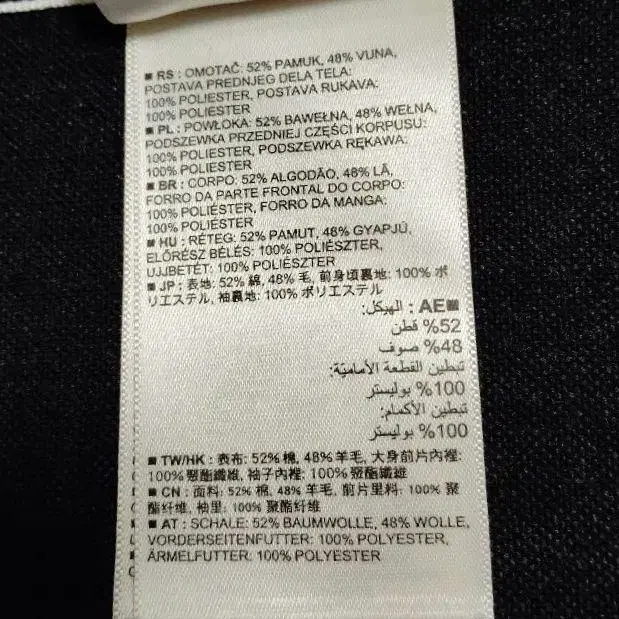 ■ RS : OMOTAČ: 52% PAMUK, 48% VUNA,
POSTAVA PREDNJEG DELA TELA:
100% POLIESTER, POSTAVA RUKAVA:
100% POLIESTER
■ PL : POWŁOKA: 52% BAWEŁNA, 48% WEŁNA,
PODSZEWKA PRZEDNIEJ CZĘŚCI KORPUSU:
100% POLIESTER, PODSZEWKA RĘKAWA:
100% POLIESTER
■ BR : CORPO: 52% ALGODÃO, 48% LÃ,
FORRO DA PARTE FRONTAL DO CORPO:
100% POLIÉSTER, FORRO DA MANGA:
100% POLIÉSTER
■ HU : RÉTEG: 52% PAMUT, 48% GYAPJÚ,
ELŐRÉSZ BÉLÉS: 100% POLIÉSZTER,
UJJBETÉT: 100% POLIÉSZTER
■ JP : 表地: 52% 綿, 48% 毛, 前身頃裏地: 100% ポ
リエステル, 袖裏地: 100% ポリエステル
■AE : الهيكل:
52% قطن
48% صوف
تبطين القطعة الأماميّة:
100% بوليستر
تبطين الأكمام:
100% بوليستر
■ TW/HK : 表布: 52% 棉, 48% 羊毛, 大身前片內裡:
100% 聚酯纖維, 袖子內裡: 100% 聚酯纖維
■ CN : 面料: 52% 棉, 48% 羊毛, 前片里料: 100% 聚
酯纤维, 袖里: 100% 聚酯纤维
■ AT : SCHALE: 52% BAUMWOLLE, 48% WOLLE,
VORDERSEITENFUTTER: 100% POLYESTER,
ÄRMELFUTTER: 100% POLYESTER